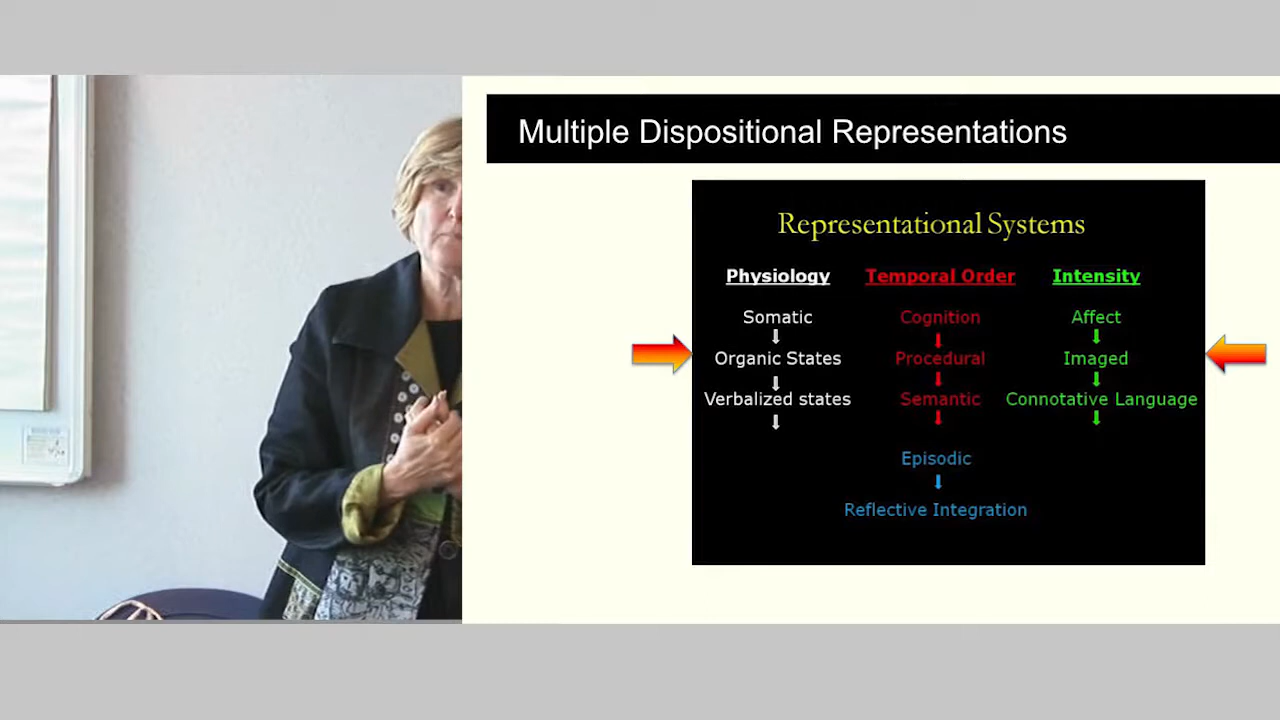 Multiple Dispositional Representations
Representational Systems
Physiology Temporal Order Intensity
Somatic Cognition Affect
Organic States Procedural Imaged
Verbalized states Semantic Connotative Language
Episodic
Reflective Integration